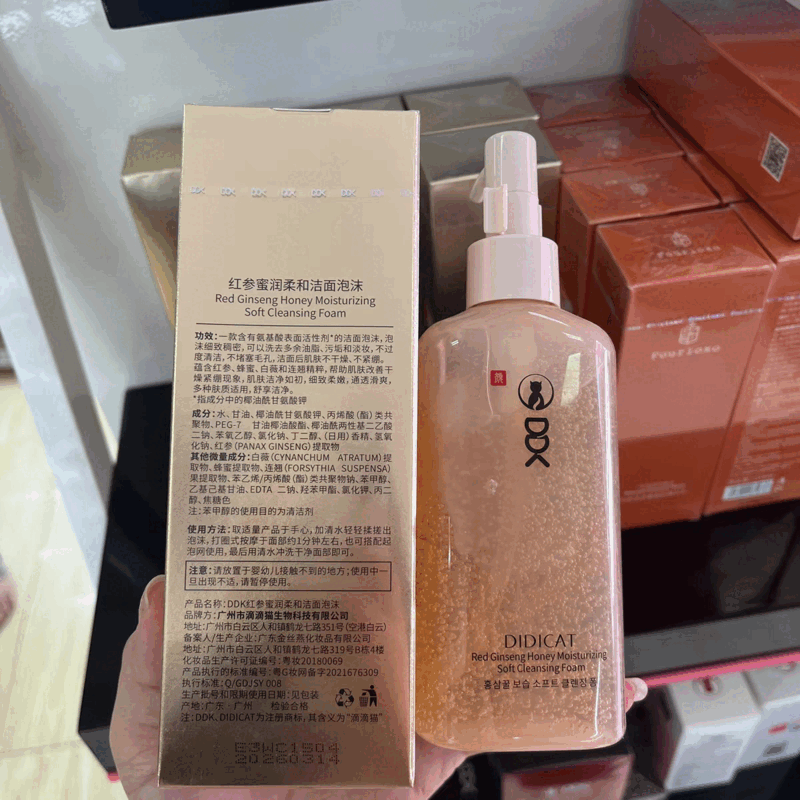 DDK DDK DDK DDK DDK DDK DDK
红参蜜润柔和洁面泡沫
Red Ginseng Honey Moisturizing
Soft Cleansing Foam
功效:一款含有氨基酸表面活性剂*的洁面泡沫,泡
沫细致稠密,可以洗去多余油脂、污垢和淡妆,不过
度清洁,不堵塞毛孔,洁面后肌肤不干燥、不紧绷。
蕴含红参、蜂蜜、白薇和连翘精粹,帮助肌肤改善干
燥紧绷现象,肌肤洁净如初,细致柔嫩,通透滑爽,
多种肤质适用,舒享洁净。
*指成分中的椰油酰甘氨酸钾
成分:水、甘油、椰油酰甘氨酸钾、丙烯酸(酯)类共
聚物、PEG-7 甘油椰油酸酯、椰油酰两性基二乙酸
二钠、苯氧乙醇、氯化钠、丁二醇、(日用)香精、氢氧
化钠、红参(PANAX GINSENG)提取物
其他微量成分:白薇(CYNANCHUM ATRATUM)提
取物、蜂蜜提取物、连翘(FORSYTHIA SUSPENSA)
果提取物、苯乙烯/丙烯酸(酯)类共聚物钠、苯甲醇、
乙基己基甘油、EDTA 二钠、羟苯甲酯、氯化钾、丙二
醇、焦糖色
注:苯甲醇的使用目的为清洁剂
使用方法:取适量产品于手心,加清水轻轻揉搓出
泡沫,打圈式按摩于面部约1分钟左右,也可搭配起
泡网使用,最后用清水冲洗干净面部即可。
注意:请放置于婴幼儿接触不到的地方;使用中一
旦出现不适,请暂停使用。
产品名称:DDK红参蜜润柔和洁面泡沫
品牌方:广州市滴滴猫生物科技有限公司
地址:广州市白云区人和镇鹤龙七路351号(空港白云)
备案人/生产企业:广东金丝燕化妆品有限公司
地址:广州市白云区人和镇鹤龙七路319号B栋4楼
化妆品生产许可证编号:粤妆20180069
产品执行的标准编号:粤G妆网备字2021676309
执行标准:Q/GDJSY 008
生产批号和限期使用日期:见包装
产地:广东·广州 检验合格
注:DDK、DIDICAT为注册商标,其含义为“滴滴猫”
E3WC1504
20260314
DDK
DIDICAT
Red Ginseng Honey Moisturizing
Soft Cleansing Foam
홍삼꿀 보습 소프트 클렌징 폼